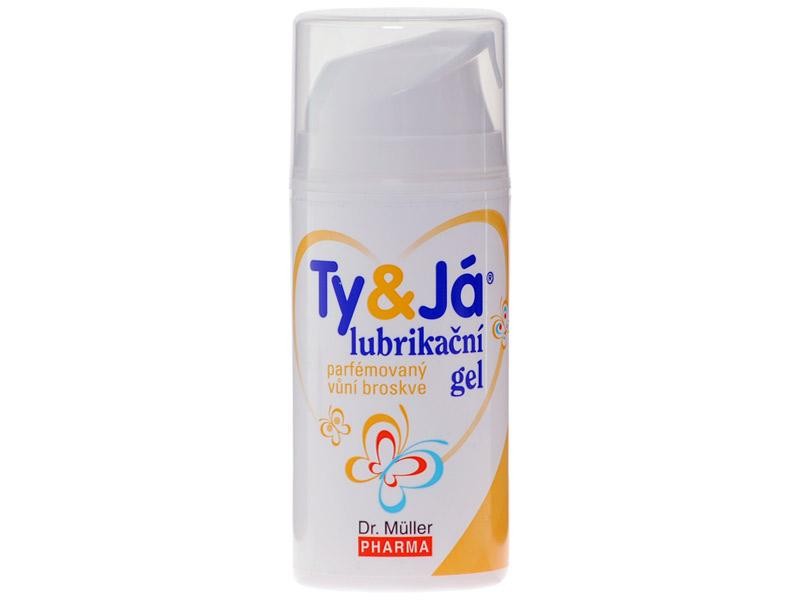 Ty&Já®
lubrikační
parfémovaný
vůní broskve
gel
Dr. Müller
PHARMA